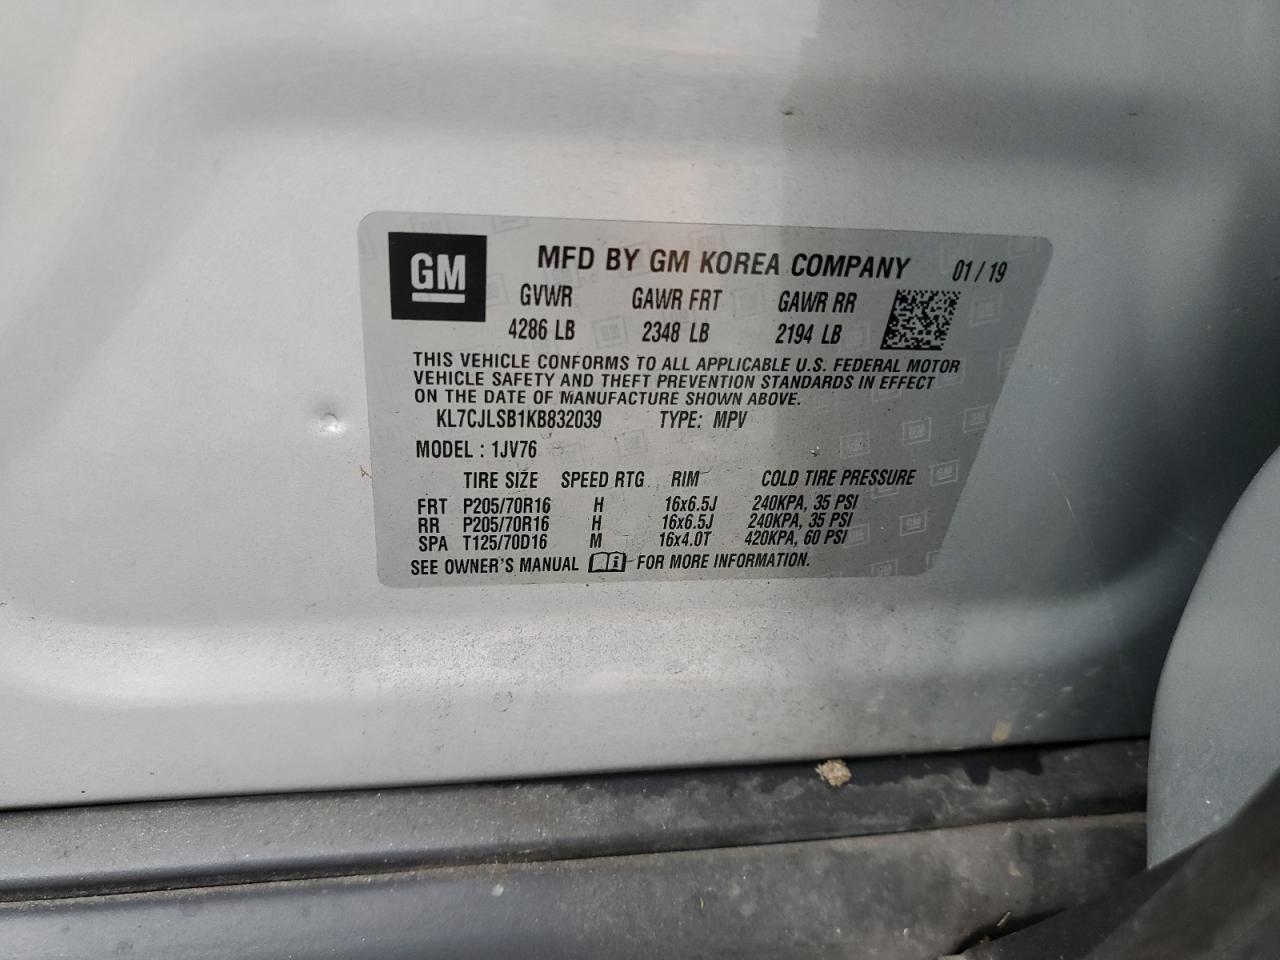 GM
MFD BY GM KOREA COMPANY 01/19
GVWR GAWR FRT GAWR RR
4286 LB 2348 LB 2194 LB
THIS VEHICLE CONFORMS TO ALL APPLICABLE U.S. FEDERAL MOTOR
VEHICLE SAFETY AND THEFT PREVENTION STANDARDS IN EFFECT
ON THE DATE OF MANUFACTURE SHOWN ABOVE.
KL7CJLSB1KB832039 TYPE: MPV
MODEL : 1JV76
TIRE SIZE SPEED RTG RIM COLD TIRE PRESSURE
FRT P205/70R16 H 16x6.5J 240KPA, 35 PSI
RR P205/70R16 H 16x6.5J 240KPA, 35 PSI
SPA T125/70D16 M 16x4.0T 420KPA, 60 PSI
SEE OWNER'S MANUAL FOR MORE INFORMATION.